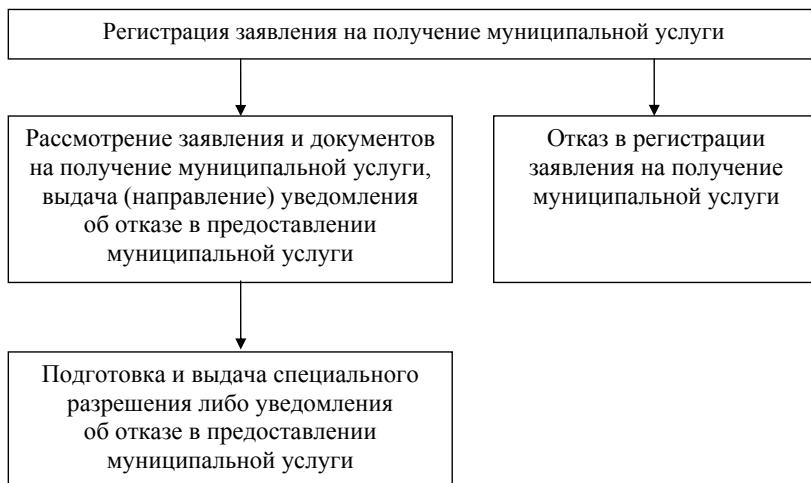 Регистрация заявления на получение муниципальной услуги
Рассмотрение заявления и документов
на получение муниципальной услуги,
выдача (направление) уведомления
об отказе в предоставлении
муниципальной услуги
Отказ в регистрации
заявления на получение
муниципальной услуги
Подготовка и выдача специального
разрешения либо уведомления
об отказе в предоставлении
муниципальной услуги